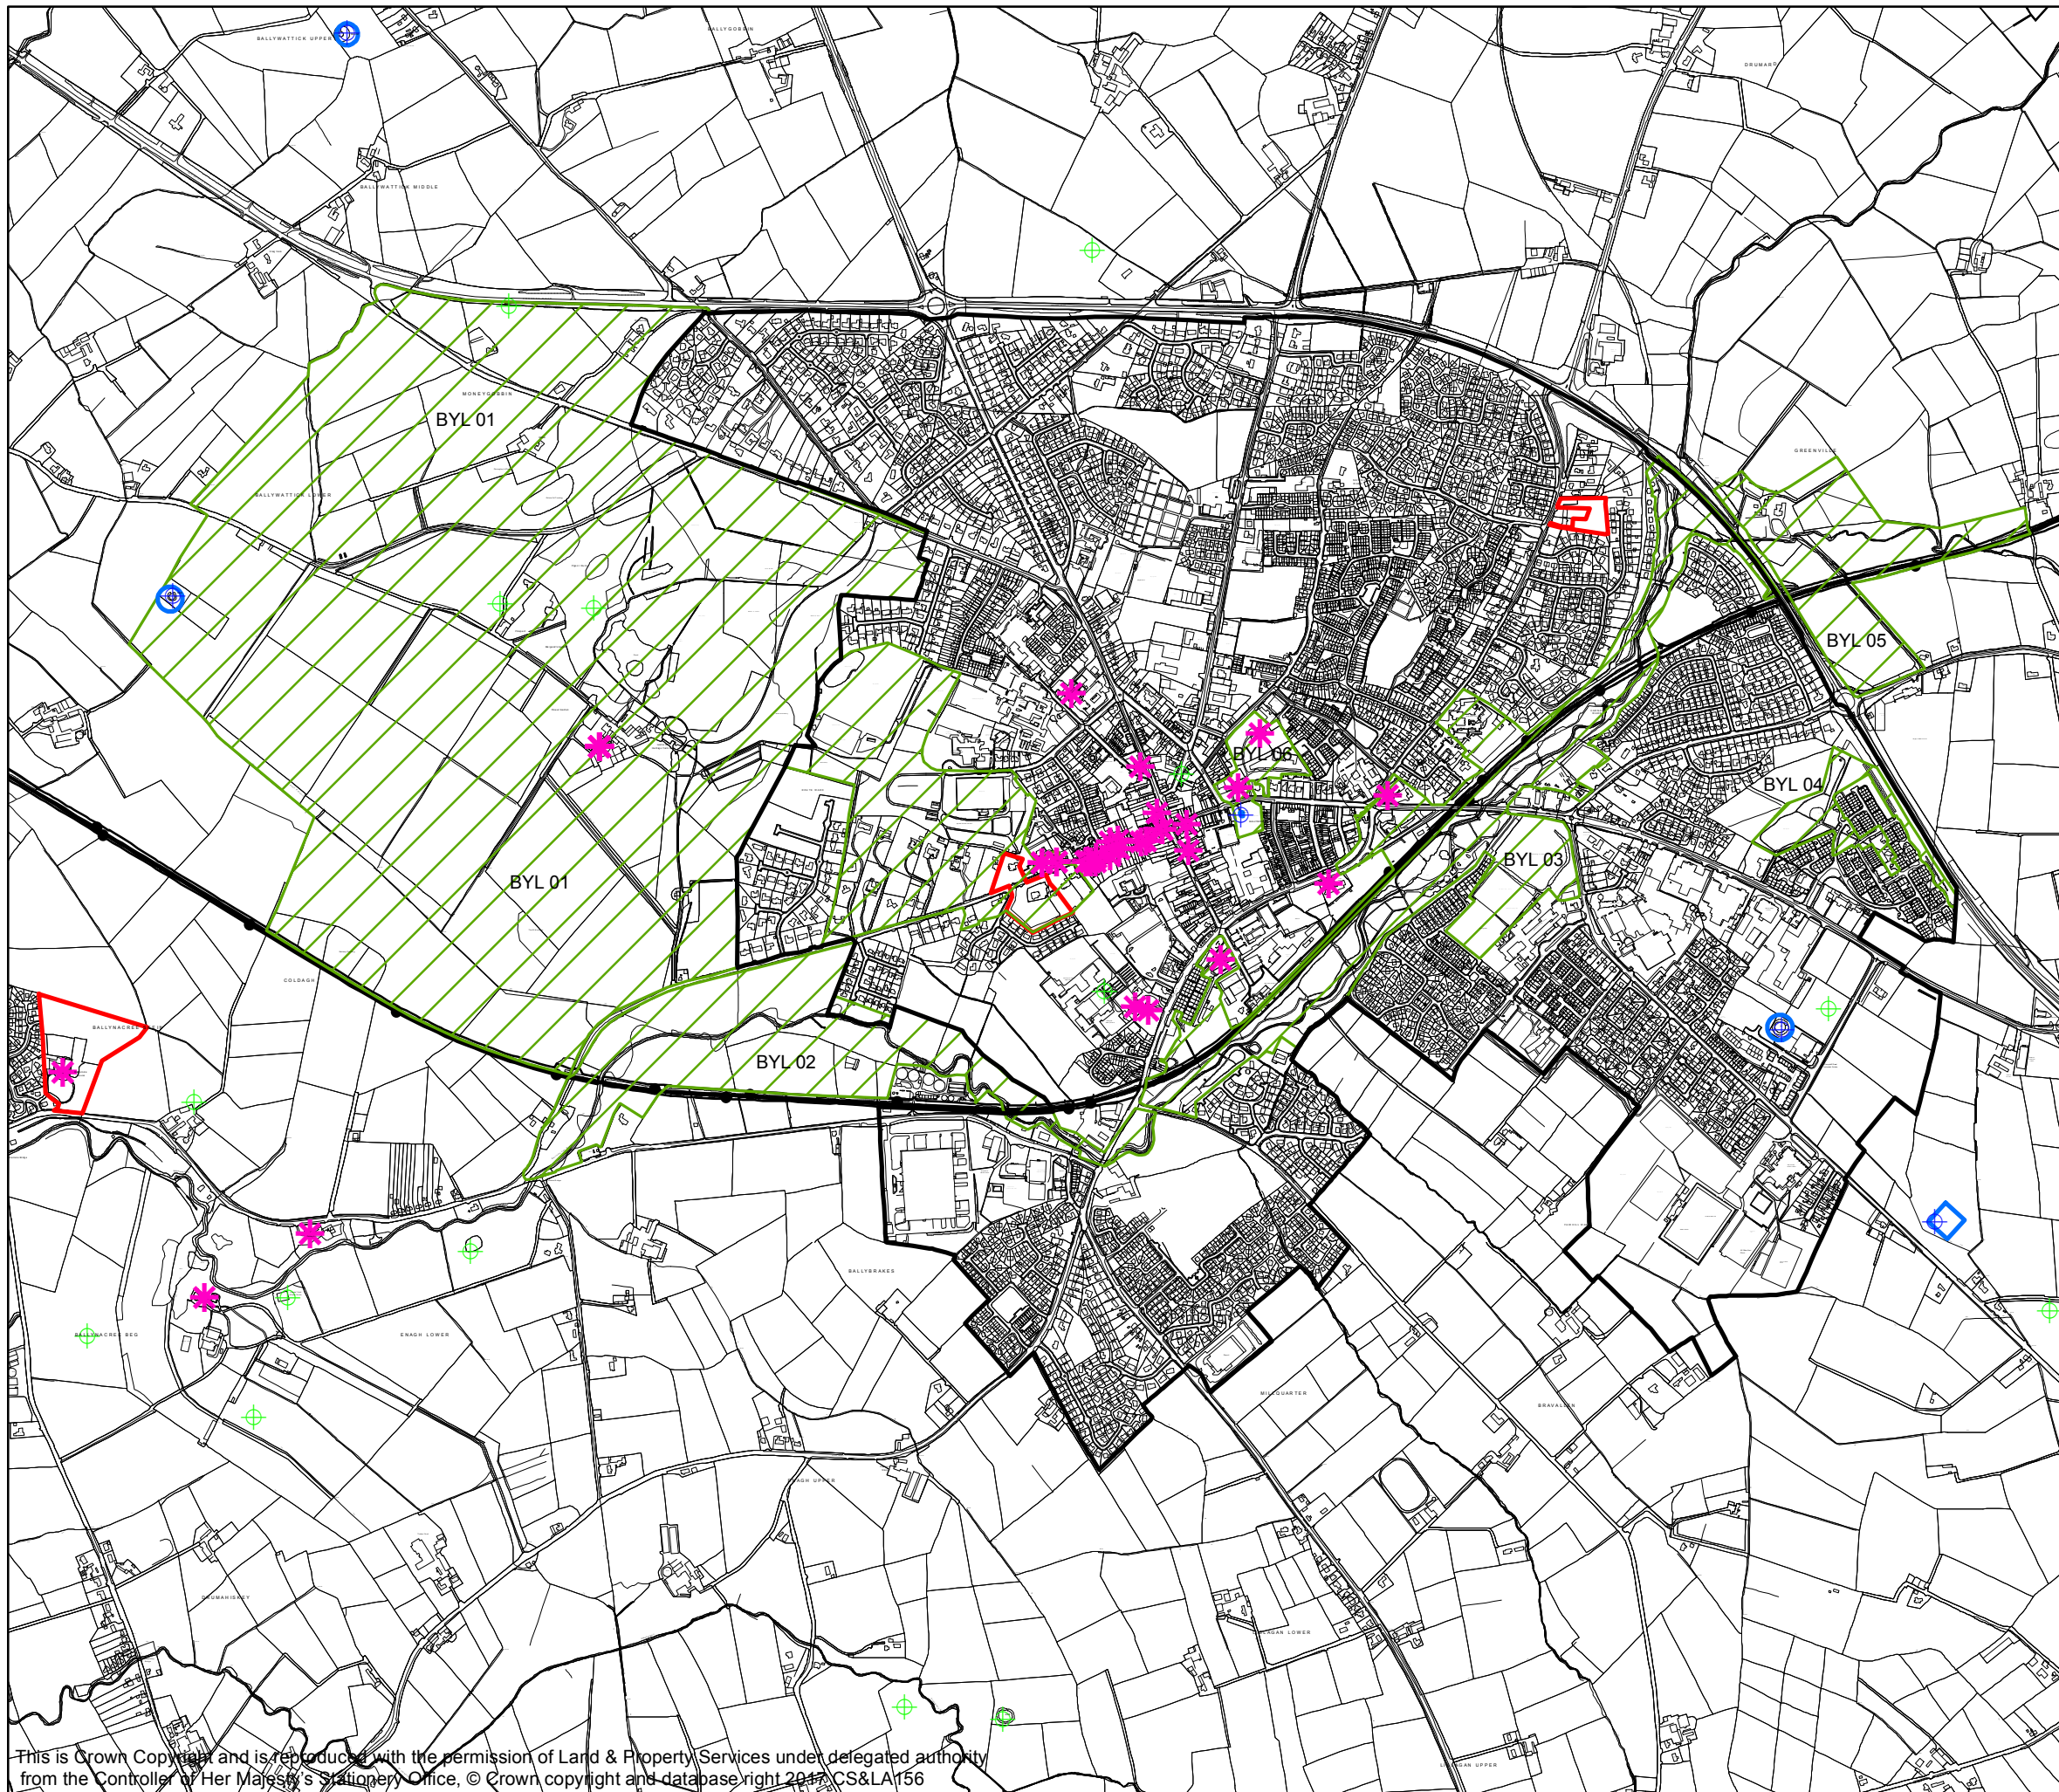 BALLYWATTICK UPPER
BALLYGOBBIN
DRUMARD
BALLYWATTICK MIDDLE
MONEYGOBBIN
BYL 01
GREENVILLE
BALLYWATTICK LOWER
BYL 05
BYL 06
BYL 04
BYL 03
BYL 01
COLDAGH
BALLYNACREE
BYL 02
BALLYBRAKES
BALLYNACREE BEG
ENAGH LOWER
MILLQUARTER
BRAVALLEN
ENAGH UPPER
DRUMAHISKEY
LOWER
UPPER
This is Crown Copyright and is reproduced with the permission of Land & Property Services under delegated authority
from the Controller of Her Majesty's Stationery Office, © Crown copyright and database right 2017 CS&LA156